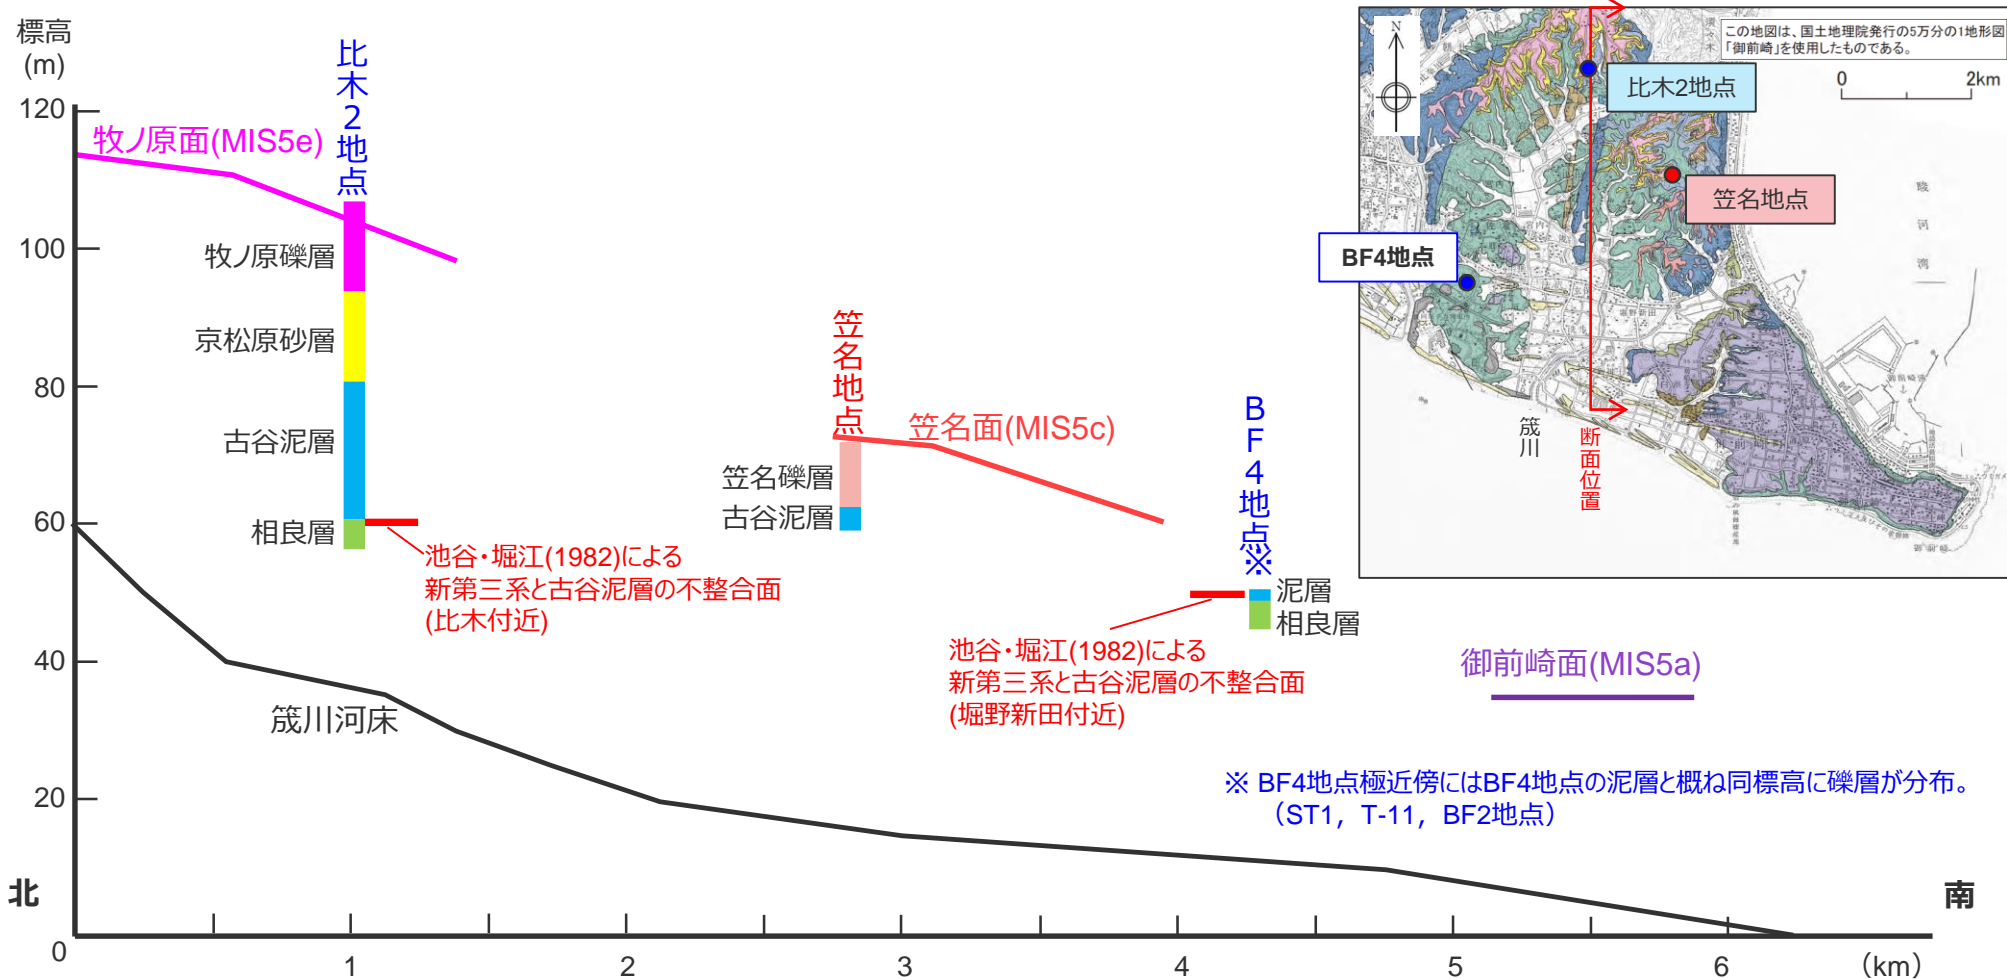 標高
(m)
120
100
80
60
40
20
0
牧ノ原面(MIS5e)
比木2地点
牧ノ原礫層
京松原砂層
古谷泥層
相良層
池谷・堀江(1982)による
新第三系と古谷泥層の不整合面
(比木付近)
笠名地点
笠名面(MIS5c)
笠名礫層
古谷泥層
BF4地点※
泥層
相良層
池谷・堀江(1982)による
新第三系と古谷泥層の不整合面
(堀野新田付近)
御前崎面(MIS5a)
筬川河床
※ BF4地点極近傍にはBF4地点の泥層と概ね同標高に礫層が分布。
(ST1, T-11, BF2地点)
北
南
1
2
3
4
5
6
(km)
この地図は、国土地理院発行の5万分の1地形図
「御前崎」を使用したものである。
N
0
2km
比木2地点
笠名地点
BF4地点
駿河湾
筬川
断面位置